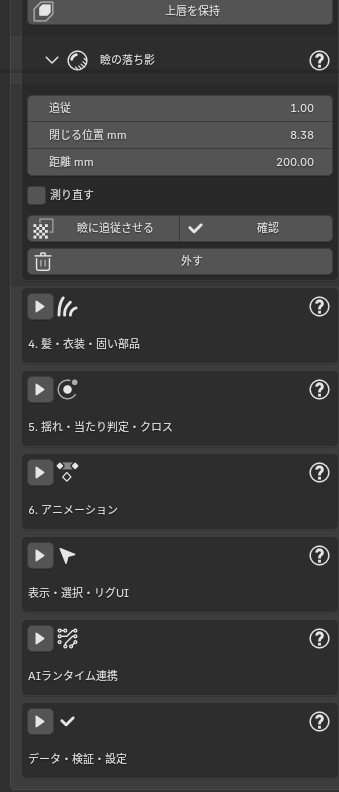 上唇を保持
瞼の落ち影
追従 1.00
閉じる位置 mm 8.38
距離 mm 200.00
測り直す
瞼に追従させる 確認
外す
4. 髪・衣装・固い部品
5. 揺れ・当たり判定・クロス
6. アニメーション
表示・選択・リグUI
AIランタイム連携
データ・検証・設定